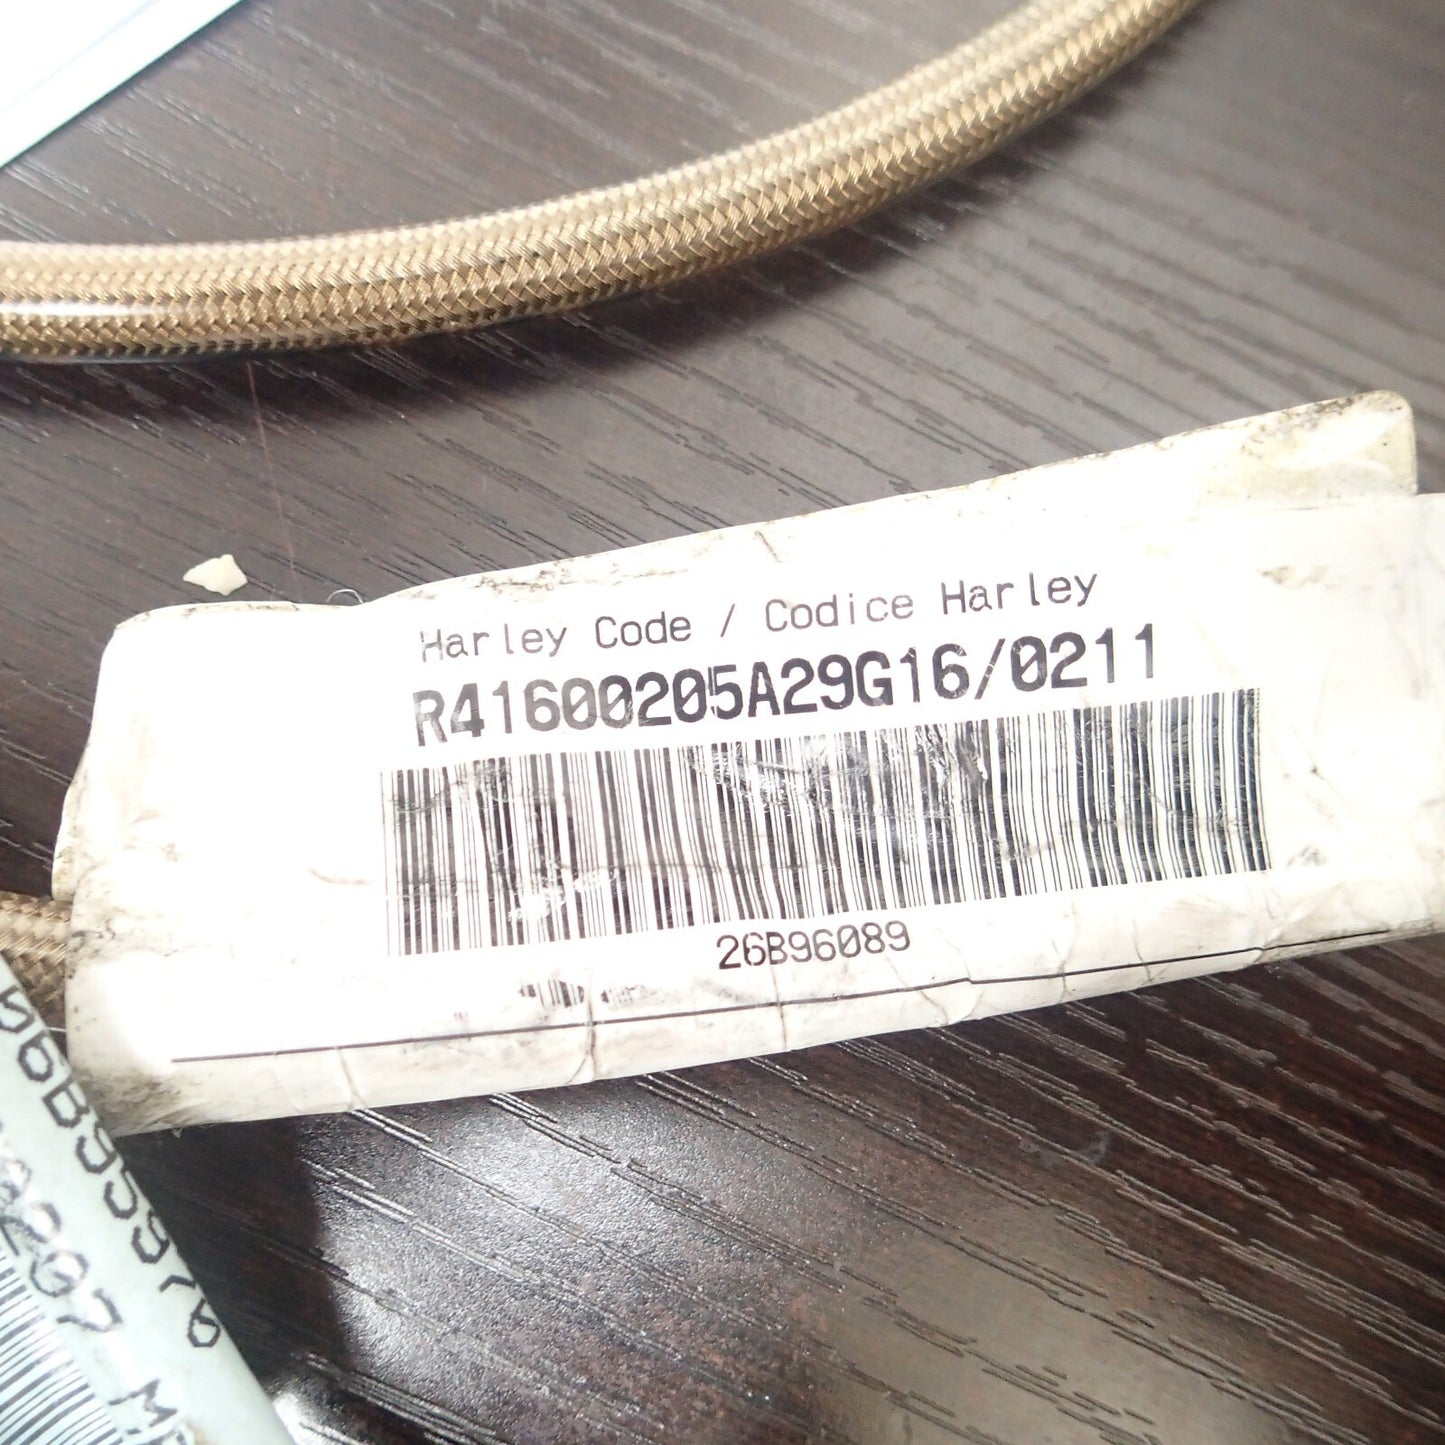 Harley Code / Codice Harley
R41600205A29G16/0211
26B96089